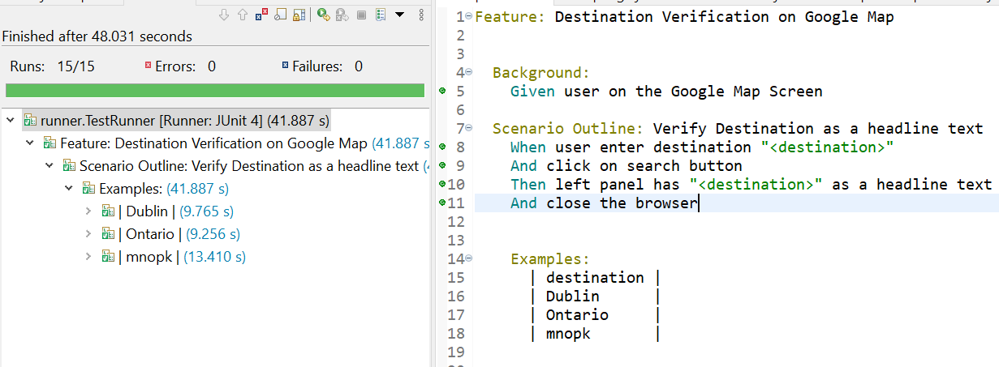 Finished after 48.031 seconds
Runs: 15/15 Errors: 0 Failures: 0
runner.TestRunner [Runner: JUnit 4] (41.887 s)
Feature: Destination Verification on Google Map (41.887 s
Scenario Outline: Verify Destination as a headline text (4
Examples: (41.887 s)
| Dublin | (9.765 s)
| Ontario | (9.256 s)
| mnopk | (13.410 s)
1 Feature: Destination Verification on Google Map
2
3
4 Background:
5 Given user on the Google Map Screen
6
7 Scenario Outline: Verify Destination as a headline text
8 When user enter destination "<destination>"
9 And click on search button
10 Then left panel has "<destination>" as a headline text
11 And close the browser
12
13
14 Examples:
15 | destination |
16 | Dublin |
17 | Ontario |
18 | mnopk |
19